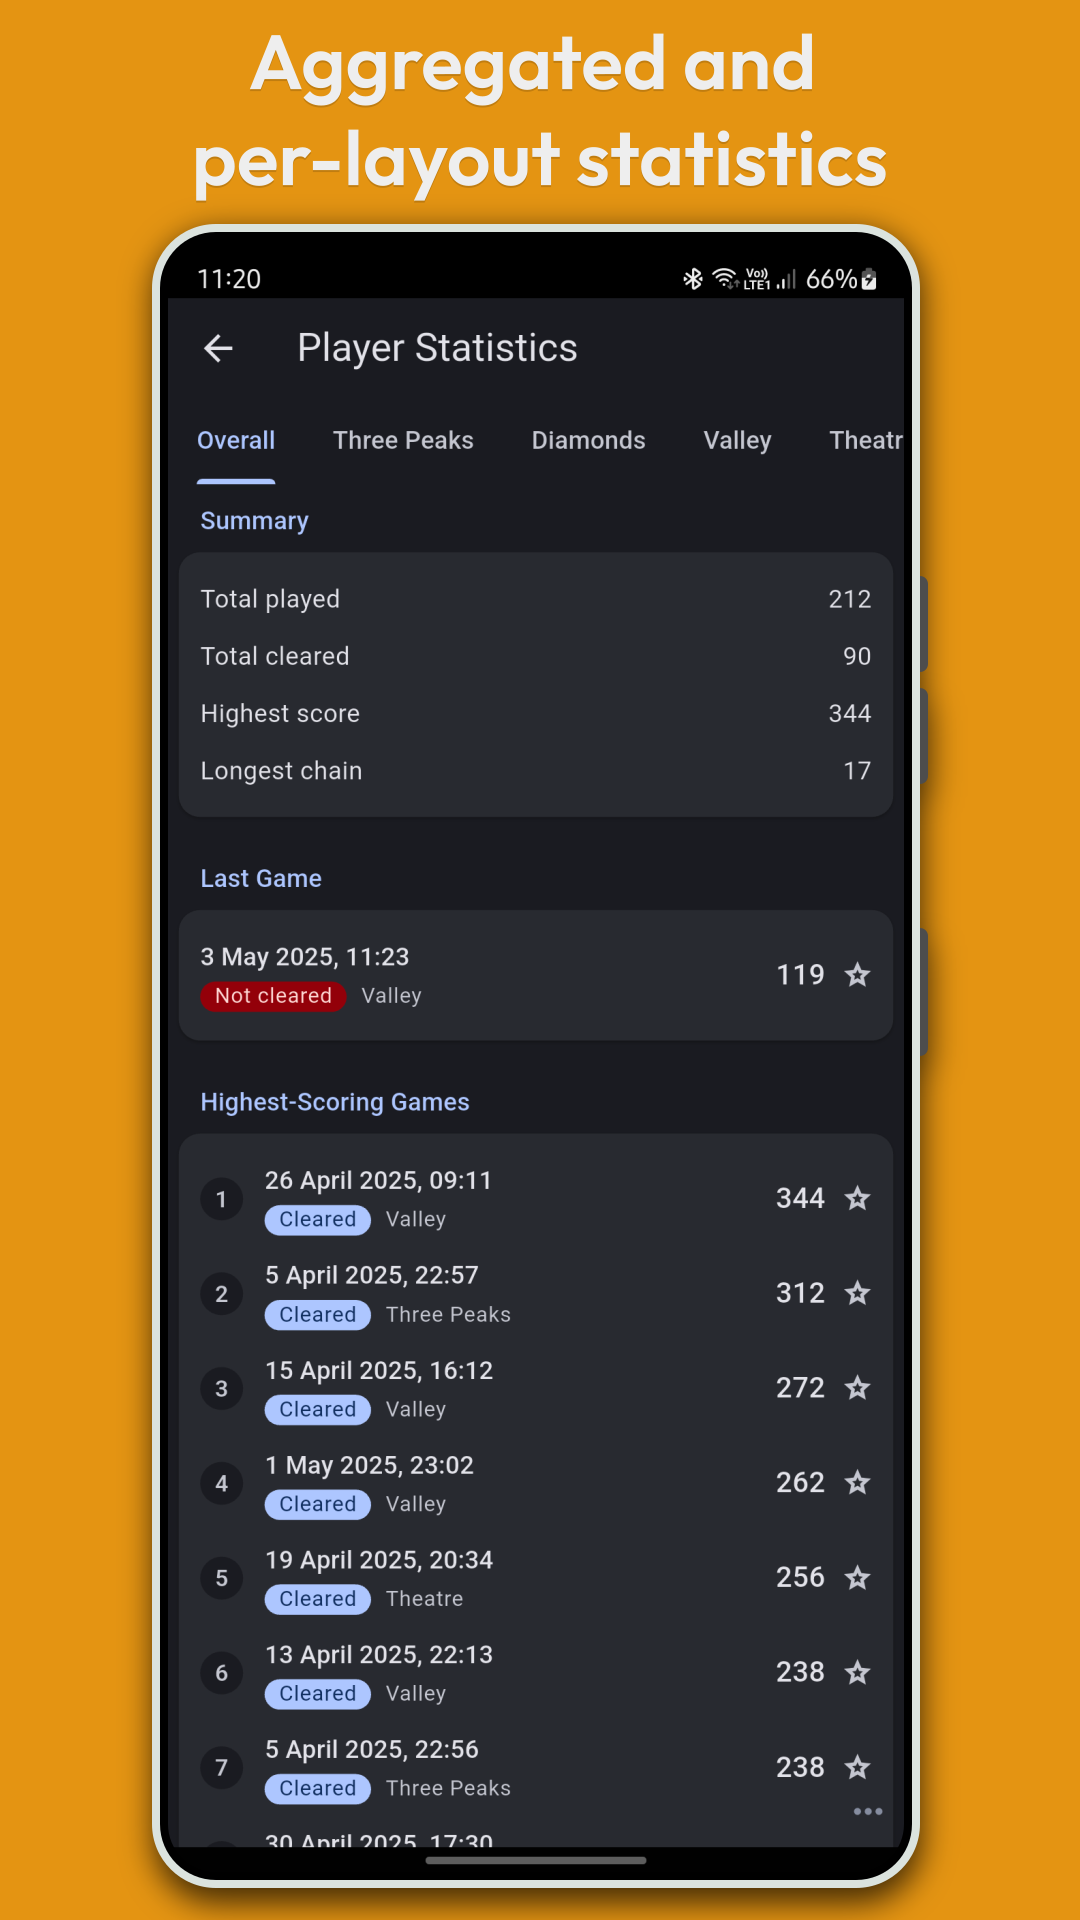 Aggregated and
per-layout statistics
11:20
Vo))
LTE1
66%
Player Statistics
Overall Three Peaks Diamonds Valley Theatr
Summary
Total played 212
Total cleared 90
Highest score 344
Longest chain 17
Last Game
3 May 2025, 11:23
Not cleared Valley
119
Highest-Scoring Games
1
26 April 2025, 09:11
Cleared Valley
344
2
5 April 2025, 22:57
Cleared Three Peaks
312
3
15 April 2025, 16:12
Cleared Valley
272
4
1 May 2025, 23:02
Cleared Valley
262
5
19 April 2025, 20:34
Cleared Theatre
256
6
13 April 2025, 22:13
Cleared Valley
238
7
5 April 2025, 22:56
Cleared Three Peaks
238
30 April 2025, 17:30